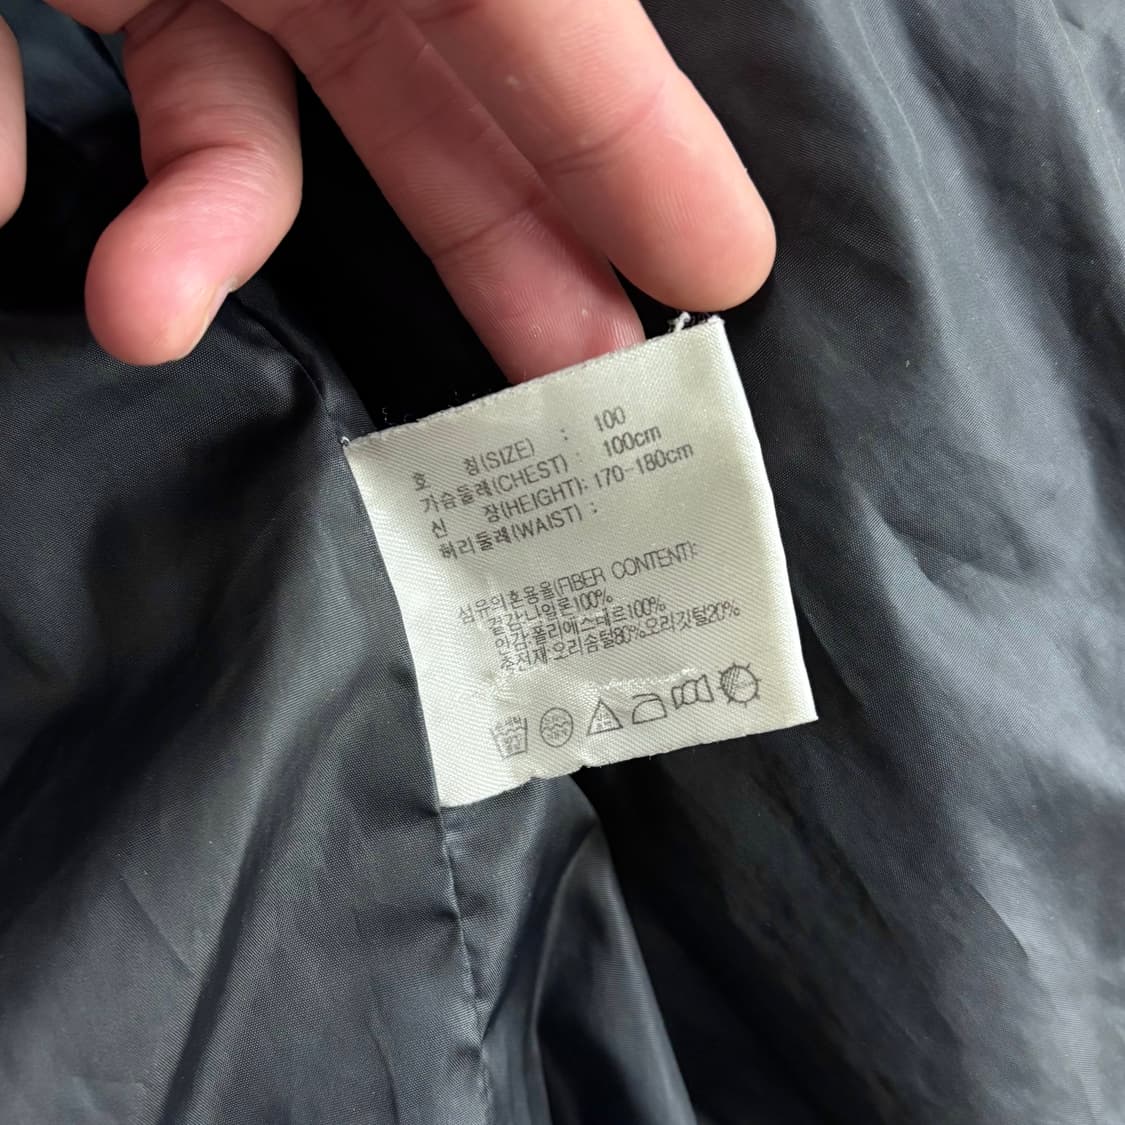 호 칭(SIZE) : 100
가슴둘레(CHEST) : 100cm
신 장(HEIGHT): 170-180cm
허리둘레(WAIST) :
섬유의혼용율(FIBER CONTENT):
겉감:나일론100%
안감:폴리에스테르100%
충전재:오리솜털80%오리깃털20%